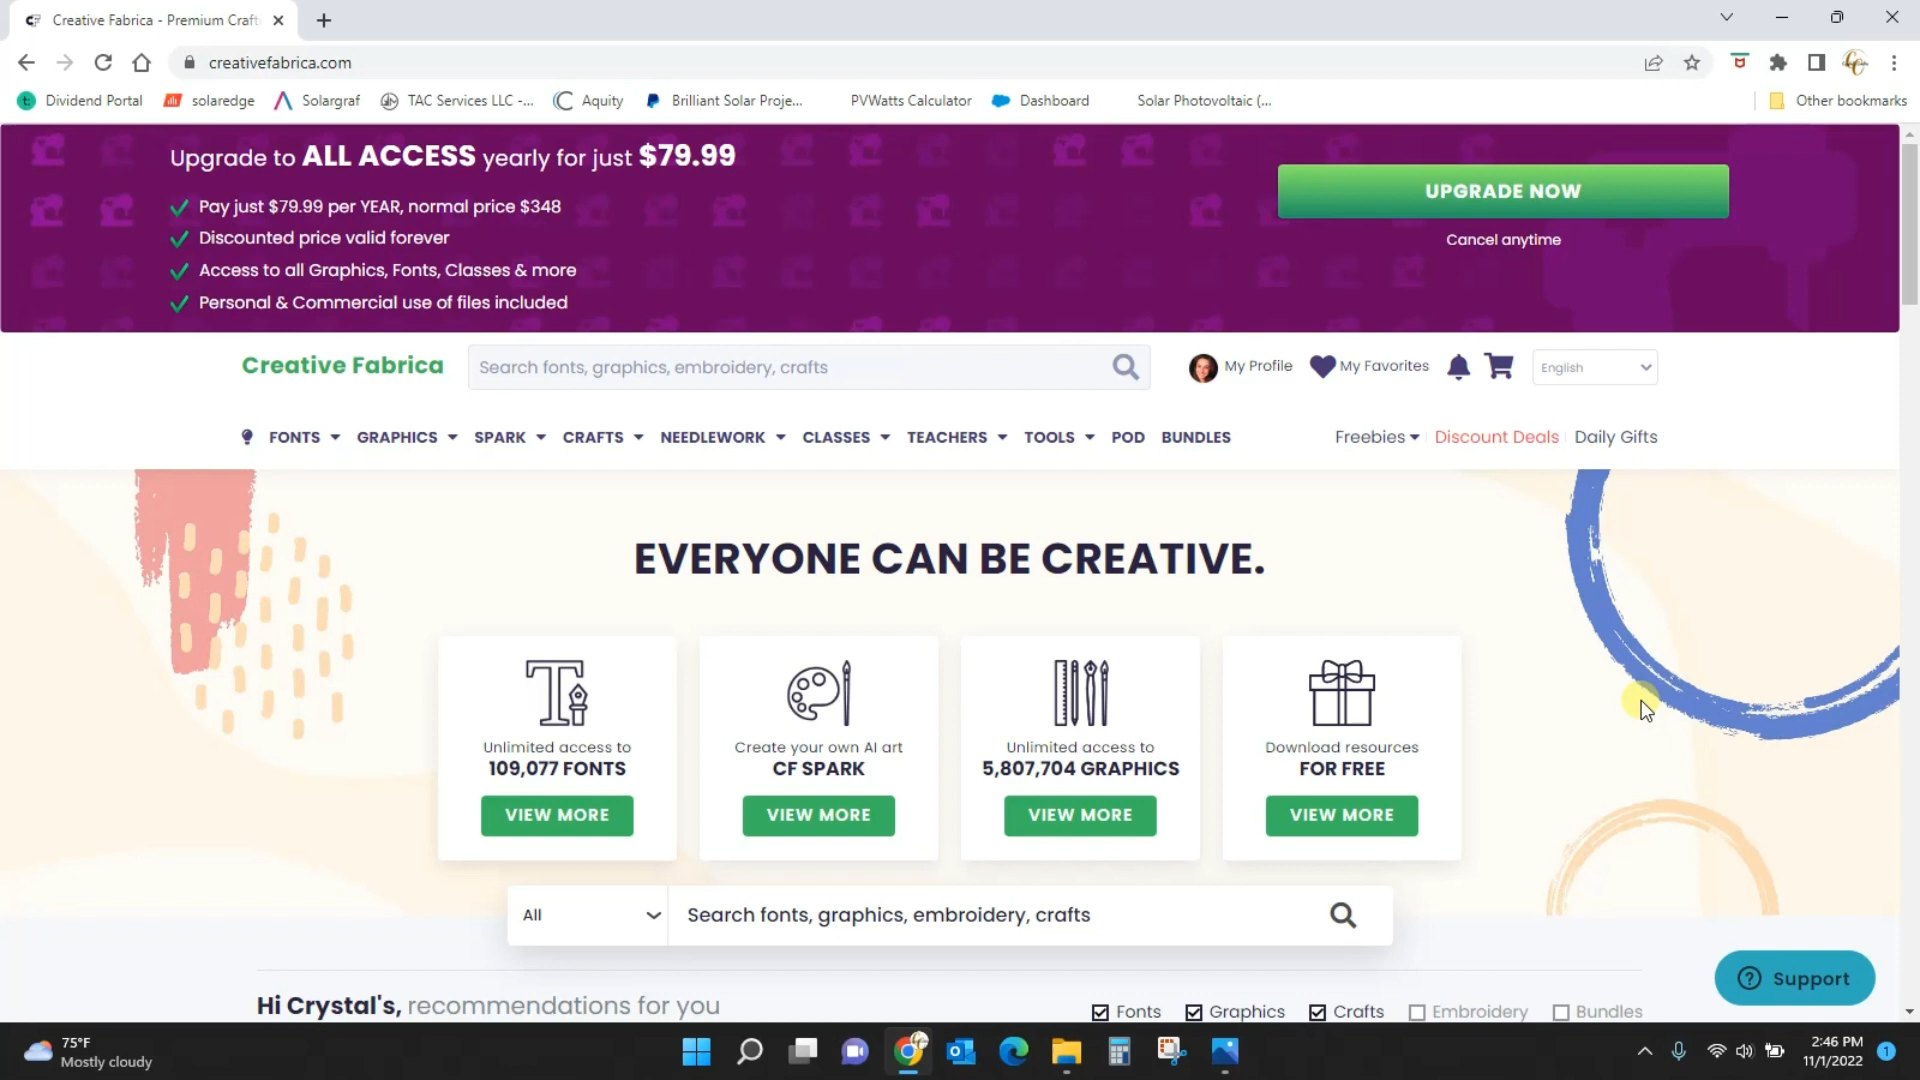 Creative Fabrica - Premium Craft
creativefabrica.com
Dividend Portal
solaredge
Solargraf
TAC Services LLC -...
Aquity
Brilliant Solar Proje...
PVWatts Calculator
Dashboard
Solar Photovoltaic (...
Other bookmarks
Upgrade to ALL ACCESS yearly for just $79.99
Pay just $79.99 per YEAR, normal price $348
Discounted price valid forever
Access to all Graphics, Fonts, Classes & more
Personal & Commercial use of files included
UPGRADE NOW
Cancel anytime
Creative Fabrica
Search fonts, graphics, embroidery, crafts
My Profile
My Favorites
English
FONTS
GRAPHICS
SPARK
CRAFTS
NEEDLEWORK
CLASSES
TEACHERS
TOOLS
POD
BUNDLES
Freebies
Discount Deals
Daily Gifts
EVERYONE CAN BE CREATIVE.
Unlimited access to
109,077 FONTS
VIEW MORE
Create your own AI art
CF SPARK
VIEW MORE
Unlimited access to
5,807,704 GRAPHICS
VIEW MORE
Download resources
FOR FREE
VIEW MORE
All
Search fonts, graphics, embroidery, crafts
Support
Hi Crystal's, recommendations for you
Fonts
Graphics
Crafts
Embroidery
Bundles
75°F
Mostly cloudy
2:46 PM
11/1/2022
1